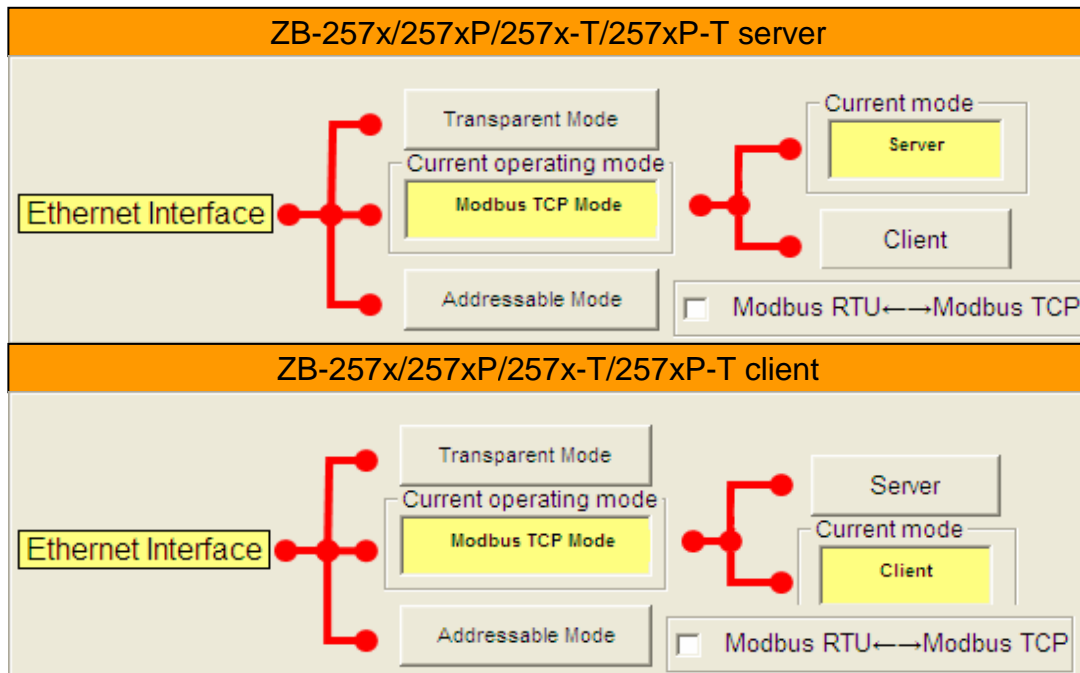 ZB-257x/257xP/257x-T/257xP-T server
Transparent Mode
Current operating mode
Modbus TCP Mode
Ethernet Interface
Addressable Mode
Current mode
Server
Client
Modbus RTU←→Modbus TCP
ZB-257x/257xP/257x-T/257xP-T client
Transparent Mode
Current operating mode
Modbus TCP Mode
Ethernet Interface
Addressable Mode
Server
Current mode
Client
Modbus RTU←→Modbus TCP